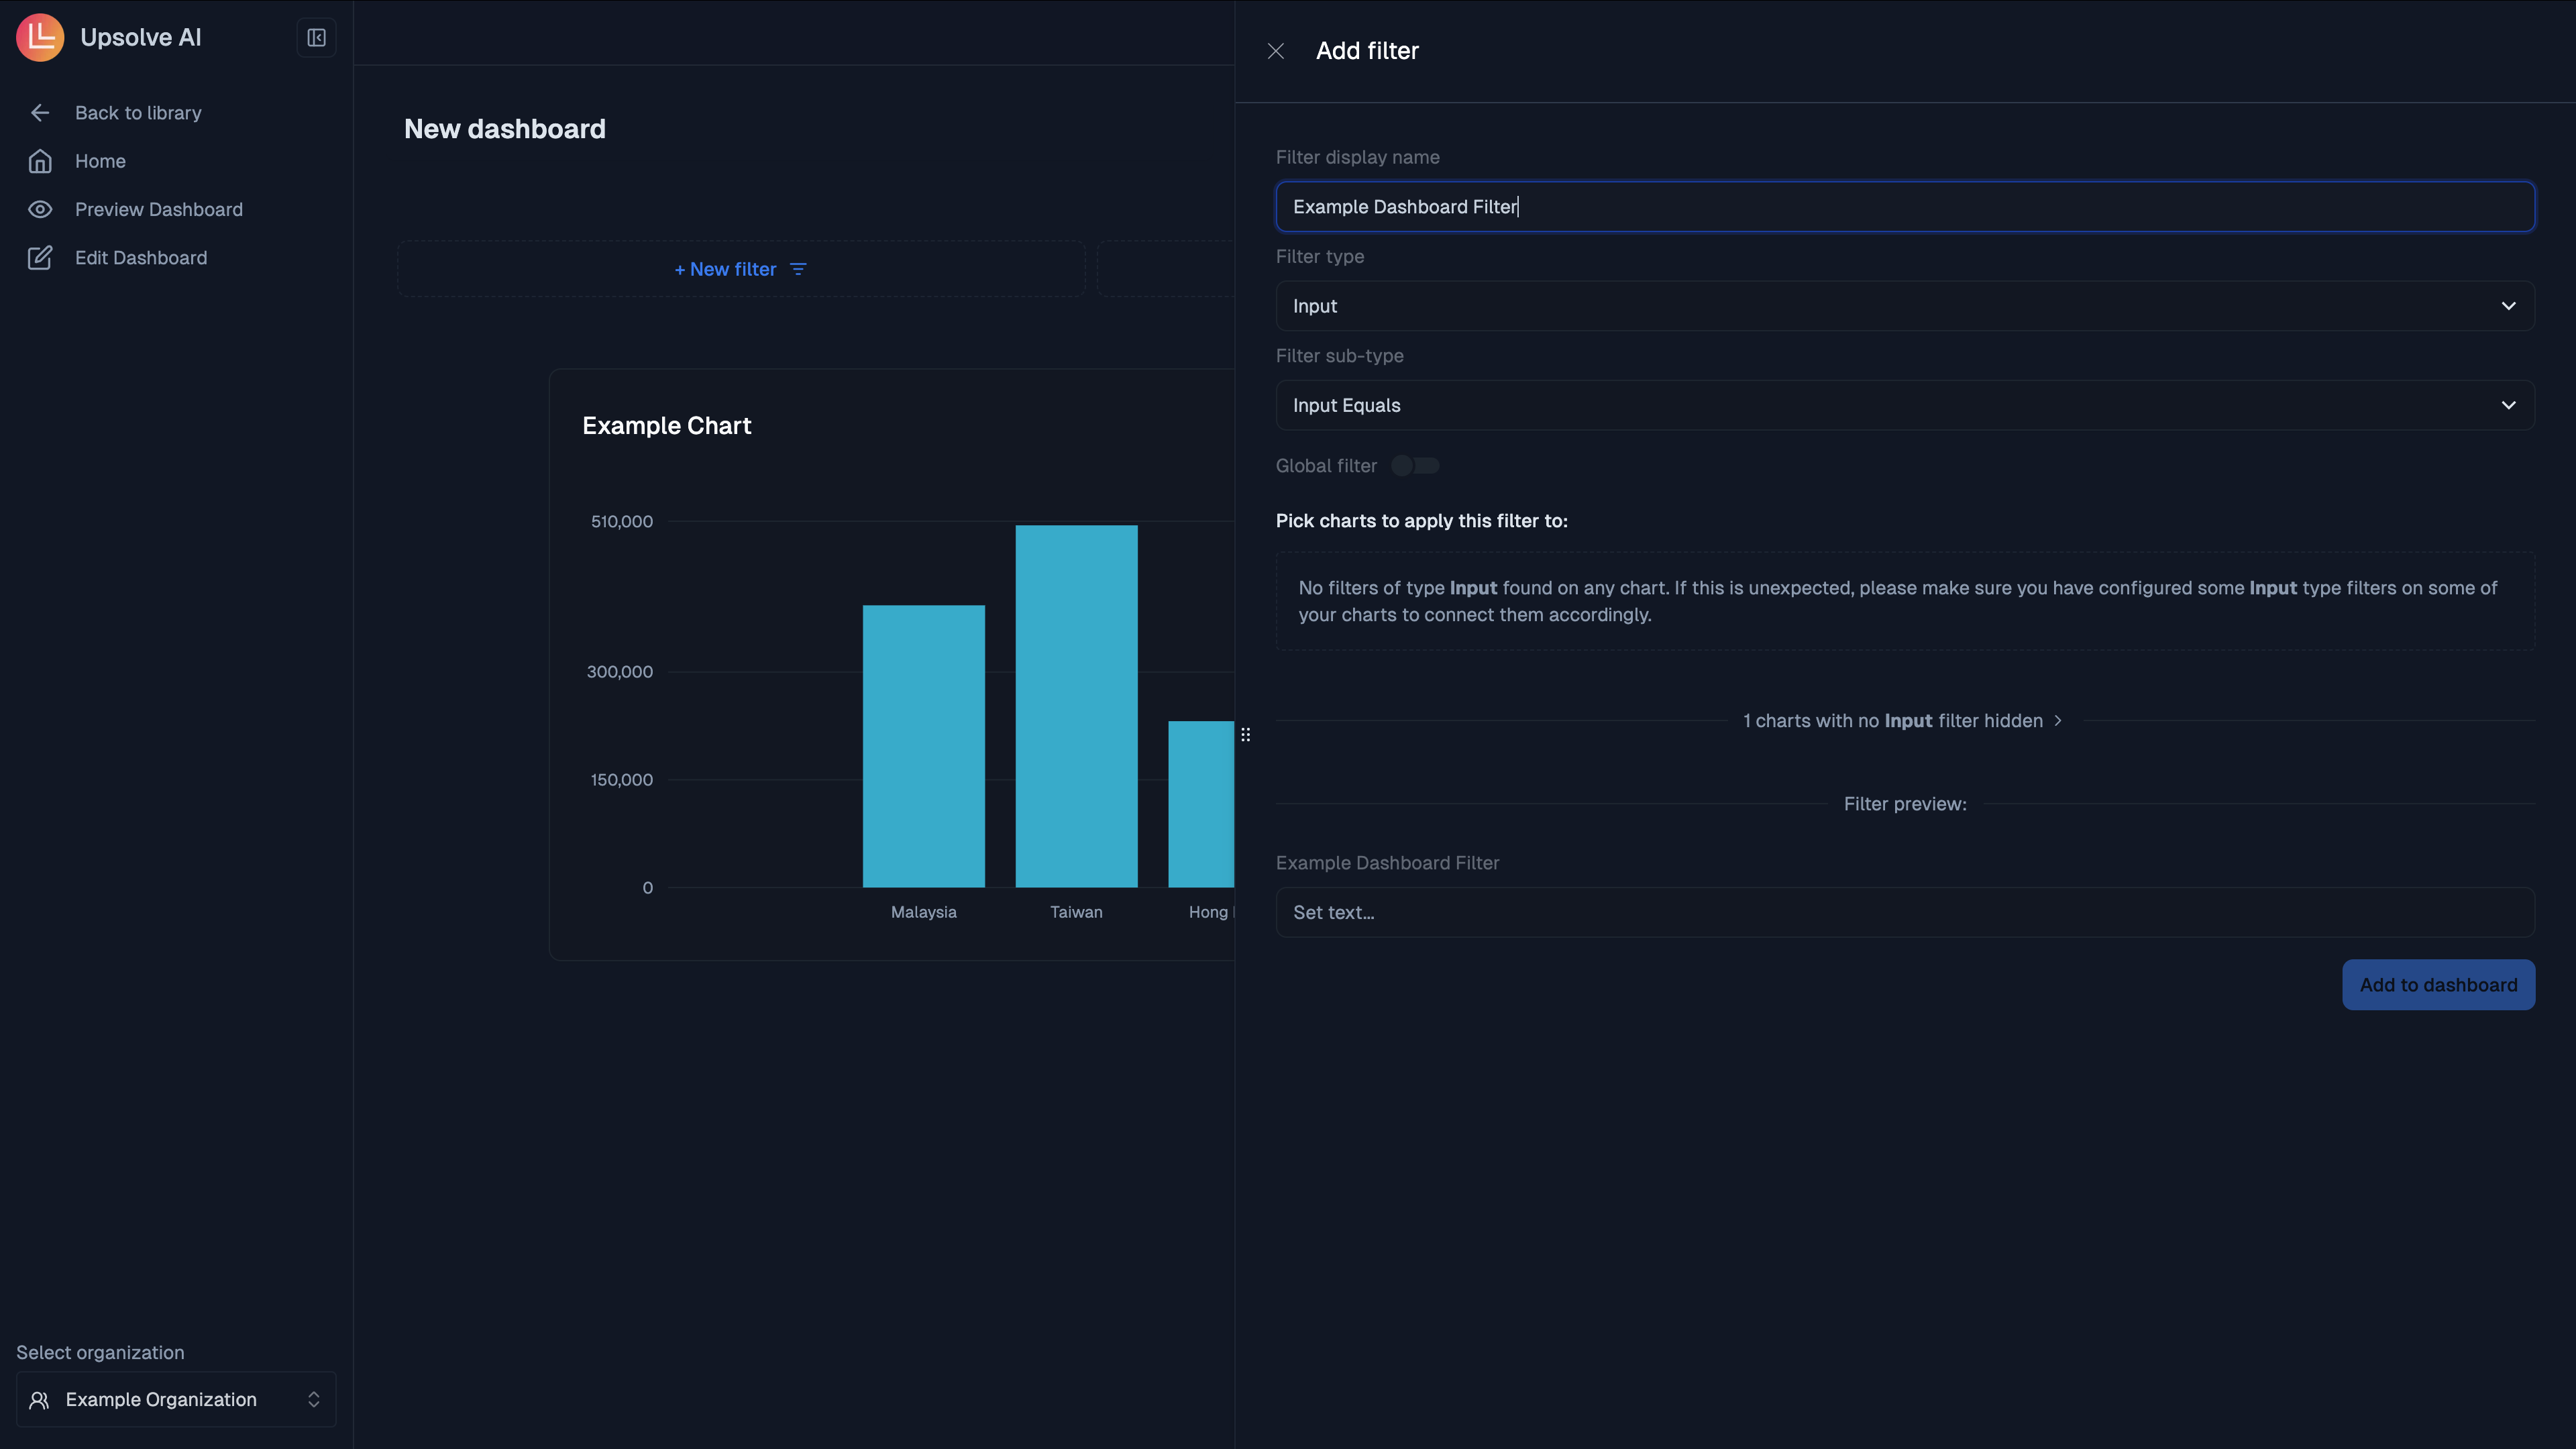 Upsolve AI
Back to library
Home
Preview Dashboard
Edit Dashboard
Select organization
Example Organization
New dashboard
+ New filter
Example Chart
510,000
300,000
150,000
0
Malaysia
Taiwan
Hong
Add filter
Filter display name
Example Dashboard Filter
Filter type
Input
Filter sub-type
Input Equals
Global filter
Pick charts to apply this filter to:
No filters of type Input found on any chart. If this is unexpected, please make sure you have configured some Input type filters on some of
your charts to connect them accordingly.
1 charts with no Input filter hidden
Filter preview:
Example Dashboard Filter
Set text...
Add to dashboard